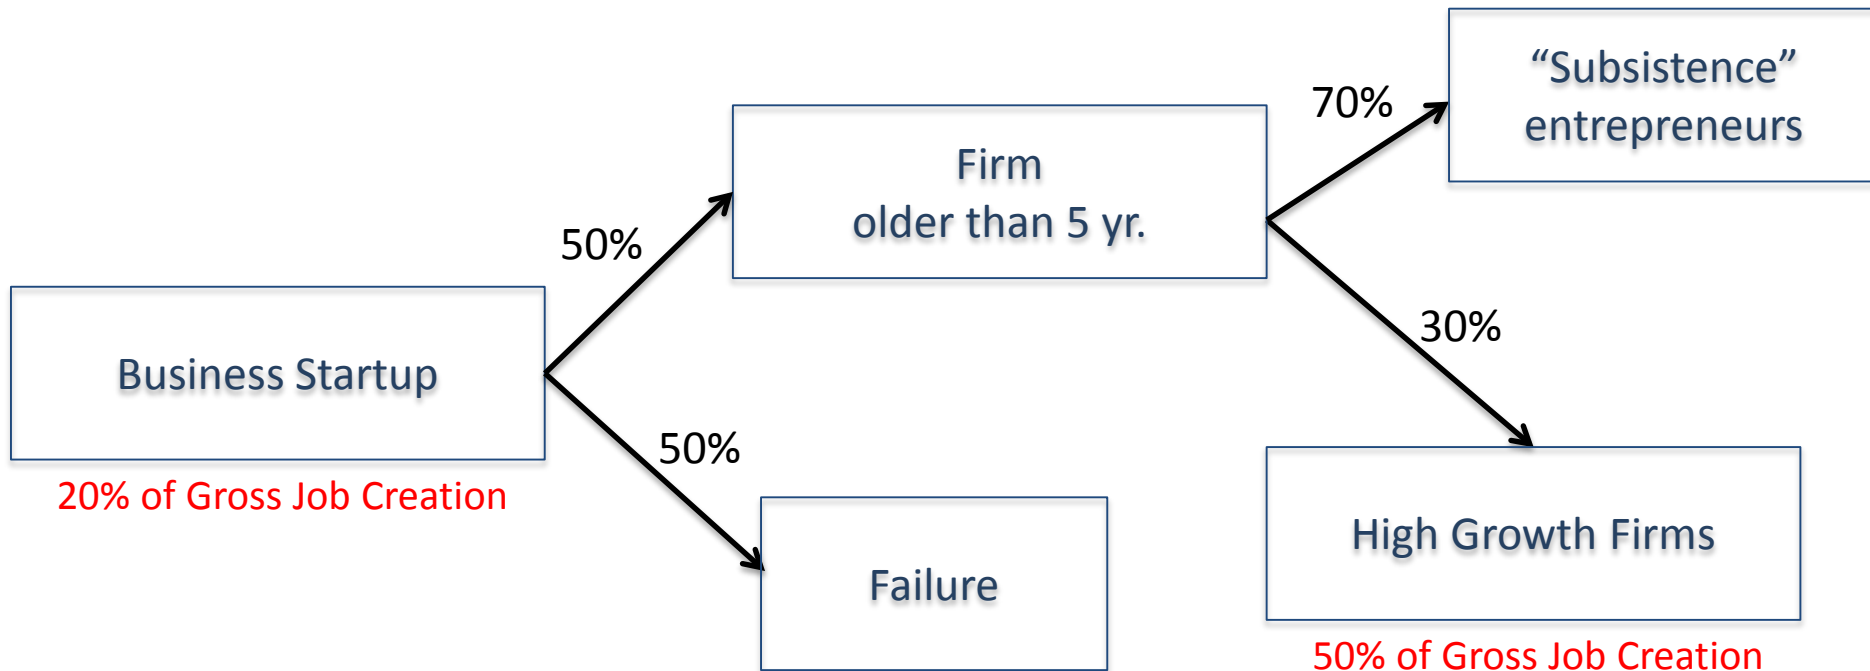 Business Startup
20% of Gross Job Creation
50%
50%
Firm
older than 5 yr.
Failure
70%
30%
“Subsistence”
entrepreneurs
High Growth Firms
50% of Gross Job Creation